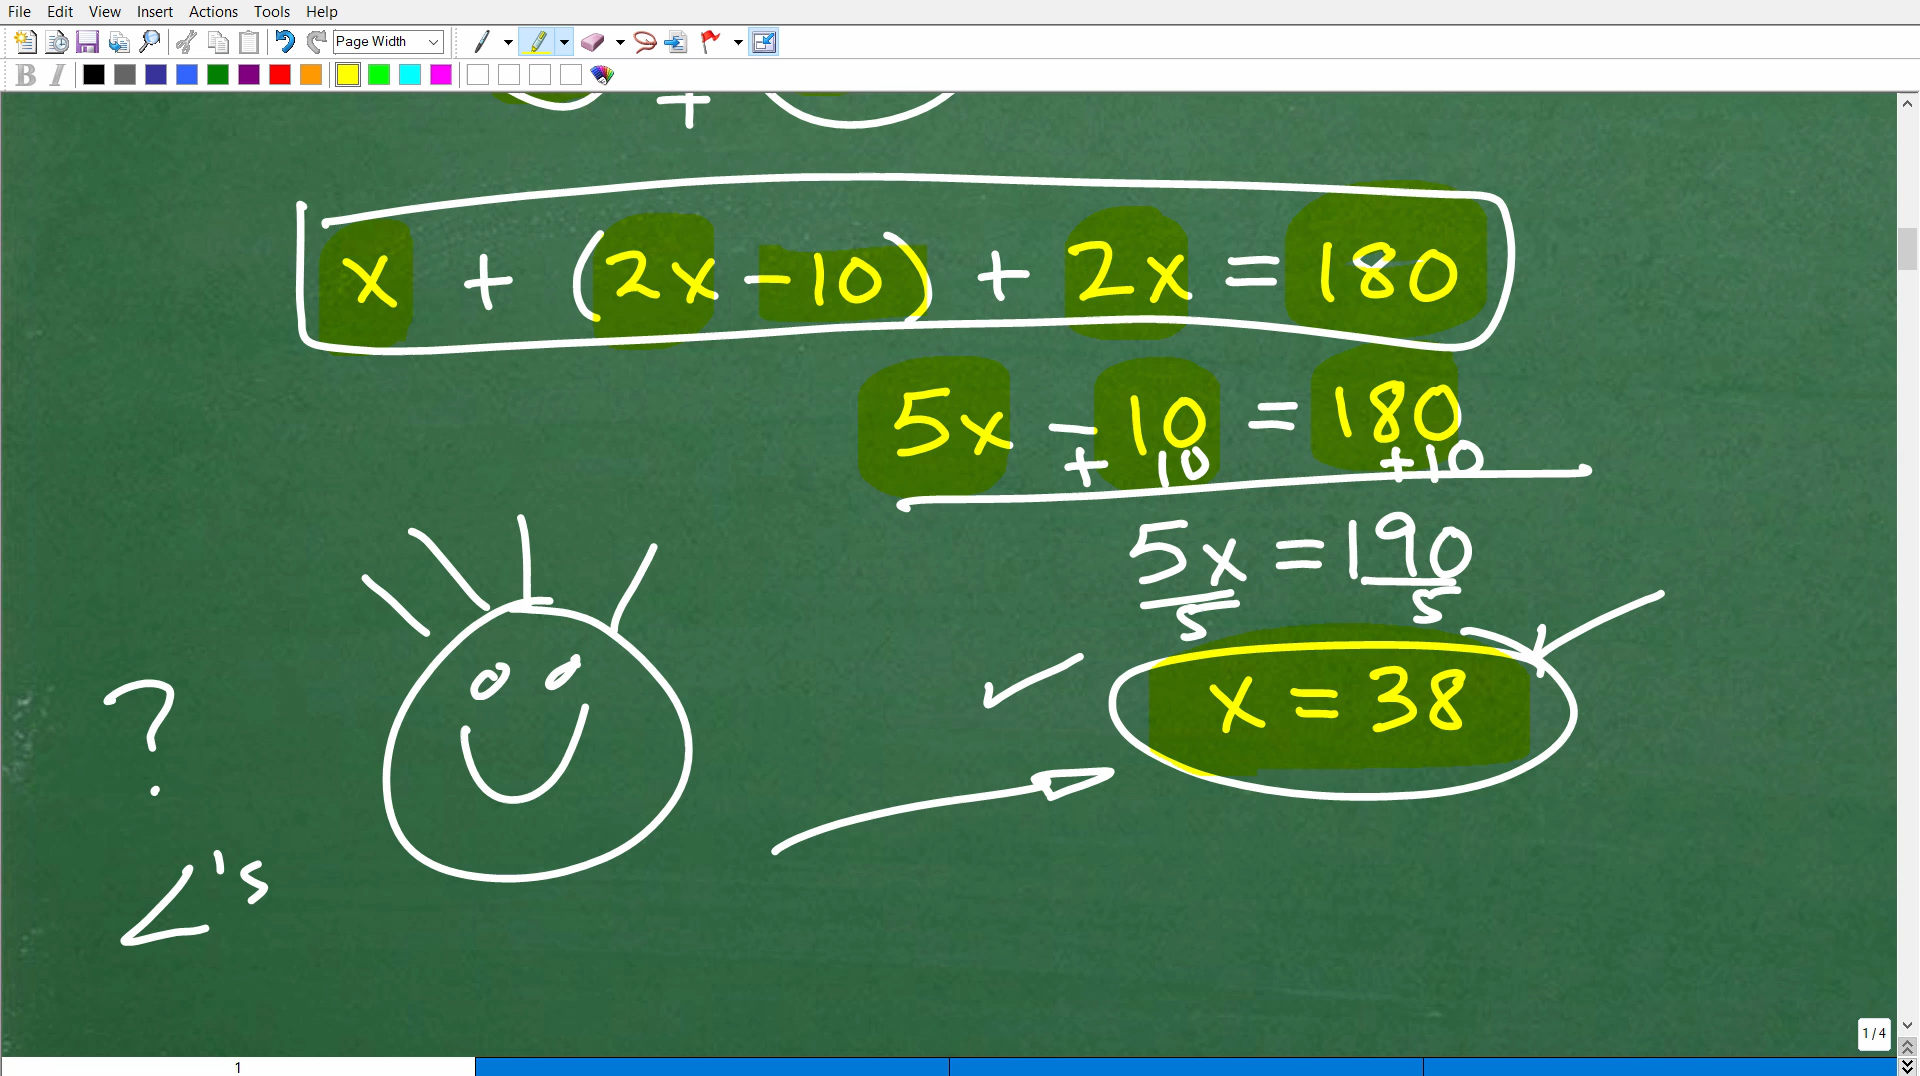 File Edit View Insert Actions Tools Help
Page Width
B I
+
x + (2x - 10) + 2x = 180
5x - 10 = 180
+ 10 +10
5x = 190
5 5
x = 38
?
∠'s
1 / 4
1